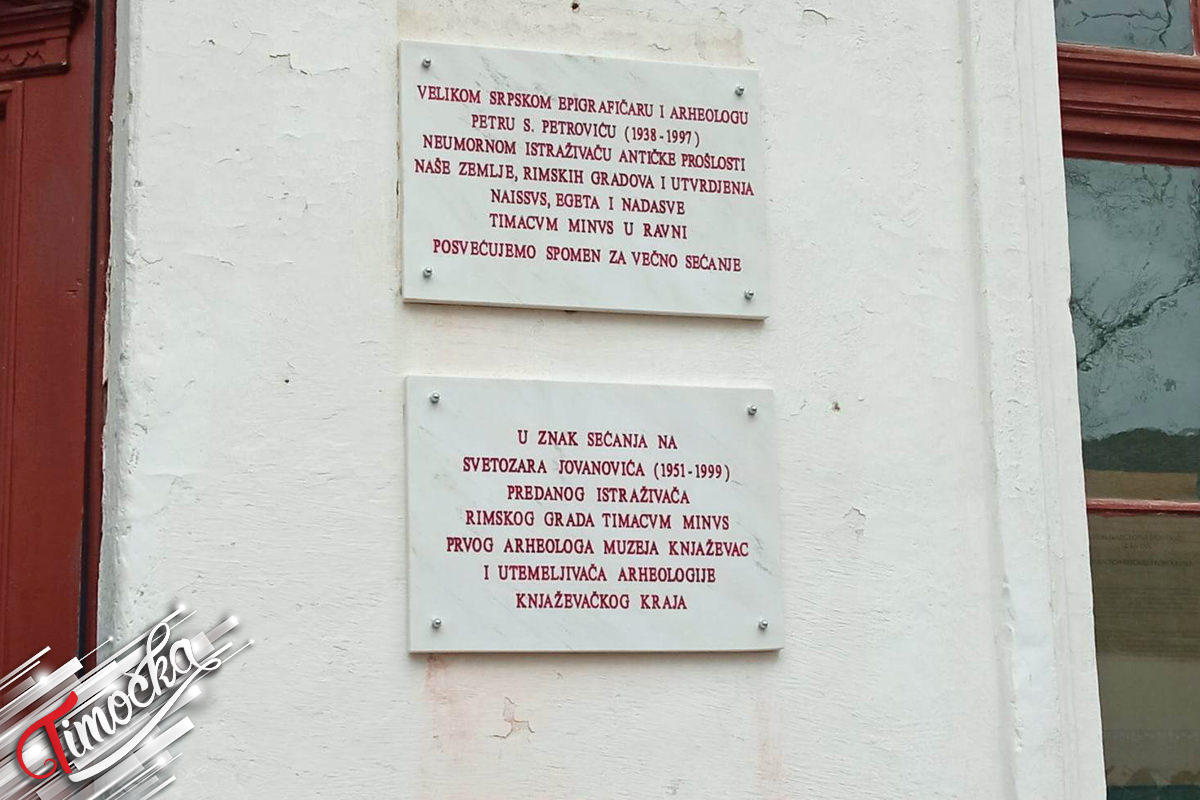 VELIKOM SRPSKOM EPIGRAFIČARU I ARHEOLOGU
PETRU S. PETROVIĆU (1938-1997)
NEUMORNOM ISTRAŽIVAČU ANTIČKE PROŠLOSTI
NAŠE ZEMLJE, RIMSKIH GRADOVA I UTVRDJENJA
NAISSVS, EGETA I NADASVE
TIMACVM MINVS U RAVNI
POSVEĆUJEMO SPOMEN ZA VEČNO SEĆANJE
U ZNAK SEĆANJA NA
SVETOZARA JOVANOVIĆA (1951-1999)
PREDANOG ISTRAŽIVAČA
RIMSKOG GRADA TIMACVM MINVS
PRVOG ARHEOLOGA MUZEJA KNJAŽEVAC
I UTEMELJIVAČA ARHEOLOGIJE
KNJAŽEVAČKOG KRAJA
Timočka